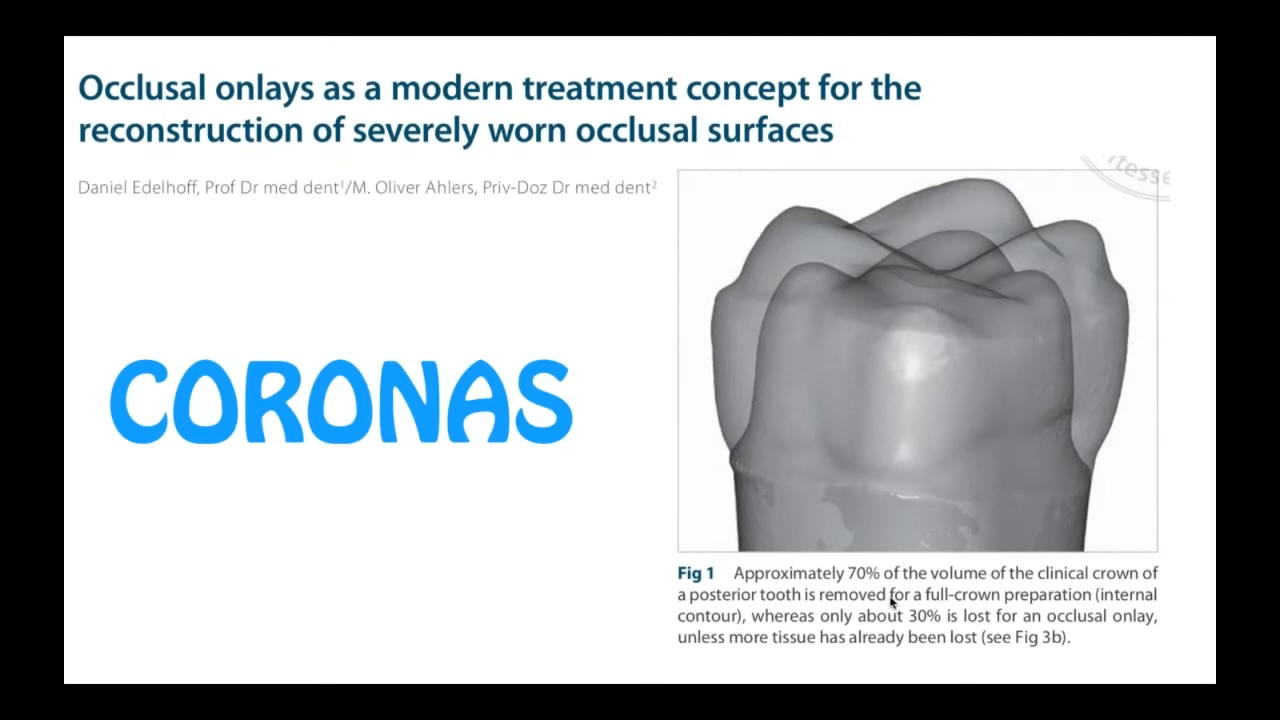 Occlusal onlays as a modern treatment concept for the
reconstruction of severely worn occlusal surfaces
Daniel Edelhoff, Prof Dr med dent¹/M. Oliver Ahlers, Priv-Doz Dr med dent²
CORONAS
Fig 1 Approximately 70% of the volume of the clinical crown of
a posterior tooth is removed for a full-crown preparation (internal
contour), whereas only about 30% is lost for an occlusal onlay,
unless more tissue has already been lost (see Fig 3b).